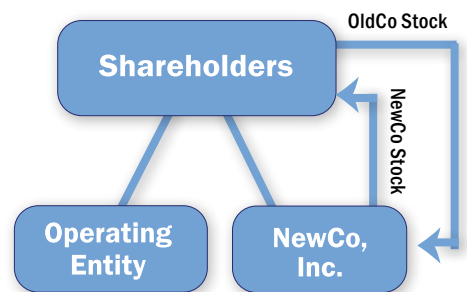 OldCo Stock
Shareholders
NewCo Stock
Operating
Entity
NewCo,
Inc.